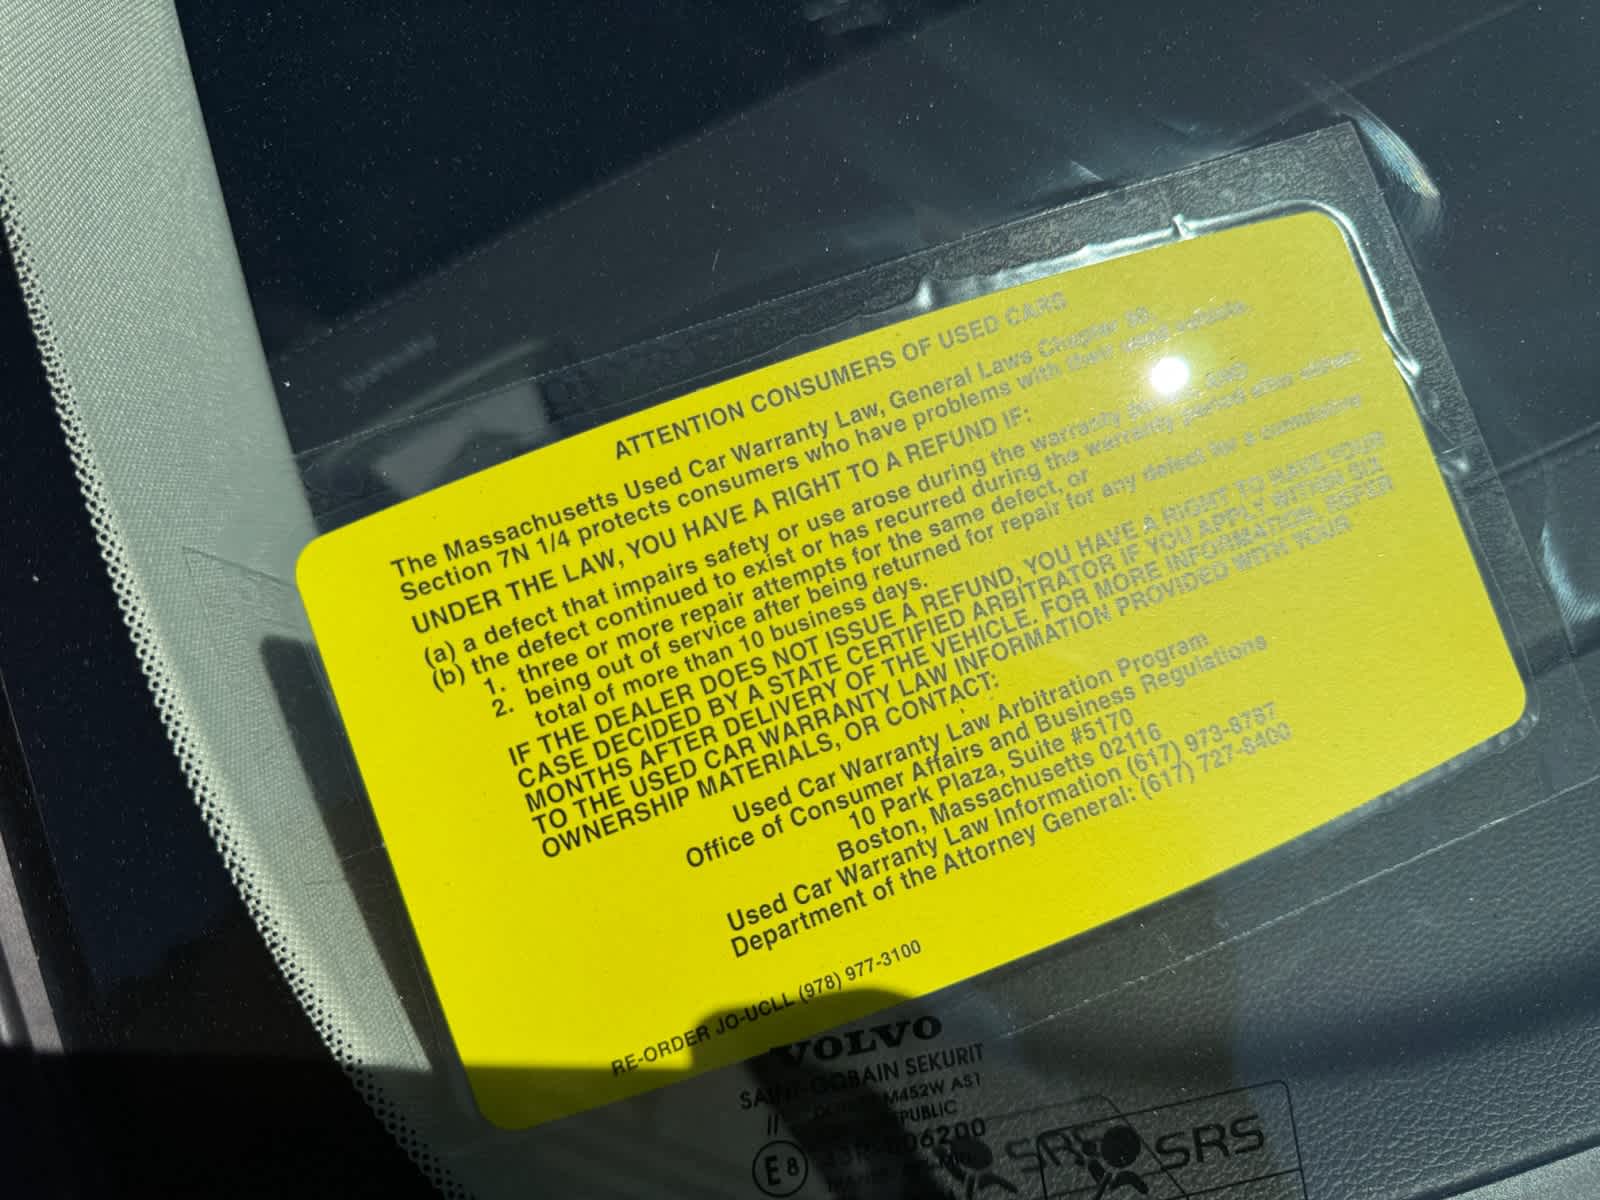 ATTENTION CONSUMERS OF USED CARS
The Massachusetts Used Car Warranty Law, General Laws Chapter 90,
Section 7N 1/4 protects consumers who have problems with their used vehicle.
UNDER THE LAW, YOU HAVE A RIGHT TO A REFUND IF:
(a) a defect that impairs safety or use arose during the warranty AND
(b) the defect continued to exist or has recurred during the warranty period after either:
1. three or more repair attempts for the same defect, or
2. being out of service after being returned for repair for any defect for a cumulative
total of more than 10 business days.
IF THE DEALER DOES NOT ISSUE A REFUND, YOU HAVE A RIGHT TO HAVE YOUR
CASE DECIDED BY A STATE CERTIFIED ARBITRATOR IF YOU APPLY WITHIN SIX
MONTHS AFTER DELIVERY OF THE VEHICLE. FOR MORE INFORMATION, REFER
TO THE USED CAR WARRANTY LAW INFORMATION PROVIDED WITH YOUR
OWNERSHIP MATERIALS, OR CONTACT:
Used Car Warranty Law Arbitration Program
Office of Consumer Affairs and Business Regulations
10 Park Plaza, Suite #5170
Boston, Massachusetts 02116
Used Car Warranty Law Information (617) 973-8787
Department of the Attorney General: (617) 727-8400
RE-ORDER JO-UCLL (978) 977-3100
VOLVO
SAINT-GOBAIN SEKURIT
II M452W AS1
E8
SRS SRS